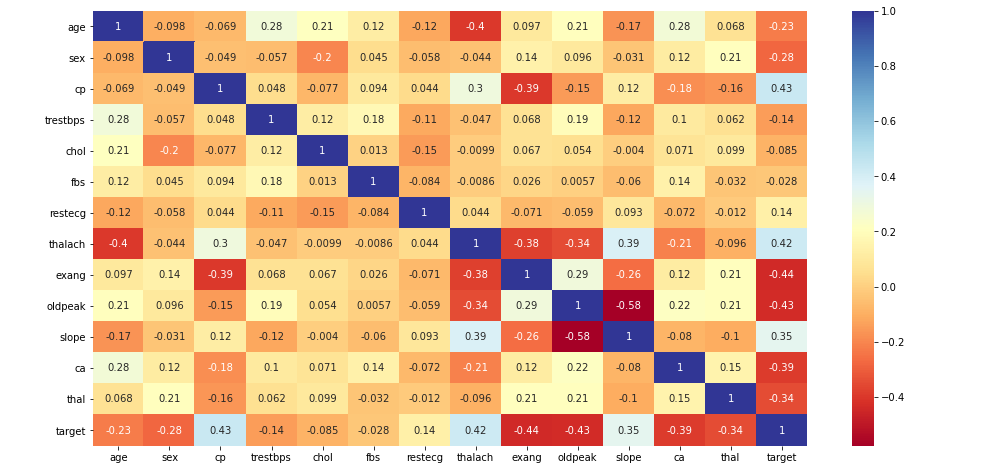 age 1 -0.098 -0.069 0.28 0.21 0.12 -0.12 -0.4 0.097 0.21 -0.17 0.28 0.068 -0.23
sex -0.098 1 -0.049 -0.057 -0.2 0.045 -0.058 -0.044 0.14 0.096 -0.031 0.12 0.21 -0.28
cp -0.069 -0.049 1 0.048 -0.077 0.094 0.044 0.3 -0.39 -0.15 0.12 -0.18 -0.16 0.43
trestbps 0.28 -0.057 0.048 1 0.12 0.18 -0.11 -0.047 0.068 0.19 -0.12 0.1 0.062 -0.14
chol 0.21 -0.2 -0.077 0.12 1 0.013 -0.15 -0.0099 0.067 0.054 -0.004 0.071 0.099 -0.085
fbs 0.12 0.045 0.094 0.18 0.013 1 -0.084 -0.0086 0.026 0.0057 -0.06 0.14 -0.032 -0.028
restecg -0.12 -0.058 0.044 -0.11 -0.15 -0.084 1 0.044 -0.071 -0.059 0.093 -0.072 -0.012 0.14
thalach -0.4 -0.044 0.3 -0.047 -0.0099 -0.0086 0.044 1 -0.38 -0.34 0.39 -0.21 -0.096 0.42
exang 0.097 0.14 -0.39 0.068 0.067 0.026 -0.071 -0.38 1 0.29 -0.26 0.12 0.21 -0.44
oldpeak 0.21 0.096 -0.15 0.19 0.054 0.0057 -0.059 -0.34 0.29 1 -0.58 0.22 0.21 -0.43
slope -0.17 -0.031 0.12 -0.12 -0.004 -0.06 0.093 0.39 -0.26 -0.58 1 -0.08 -0.1 0.35
ca 0.28 0.12 -0.18 0.1 0.071 0.14 -0.072 -0.21 0.12 0.22 -0.08 1 0.15 -0.39
thal 0.068 0.21 -0.16 0.062 0.099 -0.032 -0.012 -0.096 0.21 0.21 -0.1 0.15 1 -0.34
target -0.23 -0.28 0.43 -0.14 -0.085 -0.028 0.14 0.42 -0.44 -0.43 0.35 -0.39 -0.34 1
age sex cp trestbps chol fbs restecg thalach exang oldpeak slope ca thal target
1.0
0.8
0.6
0.4
0.2
0.0
-0.2
-0.4